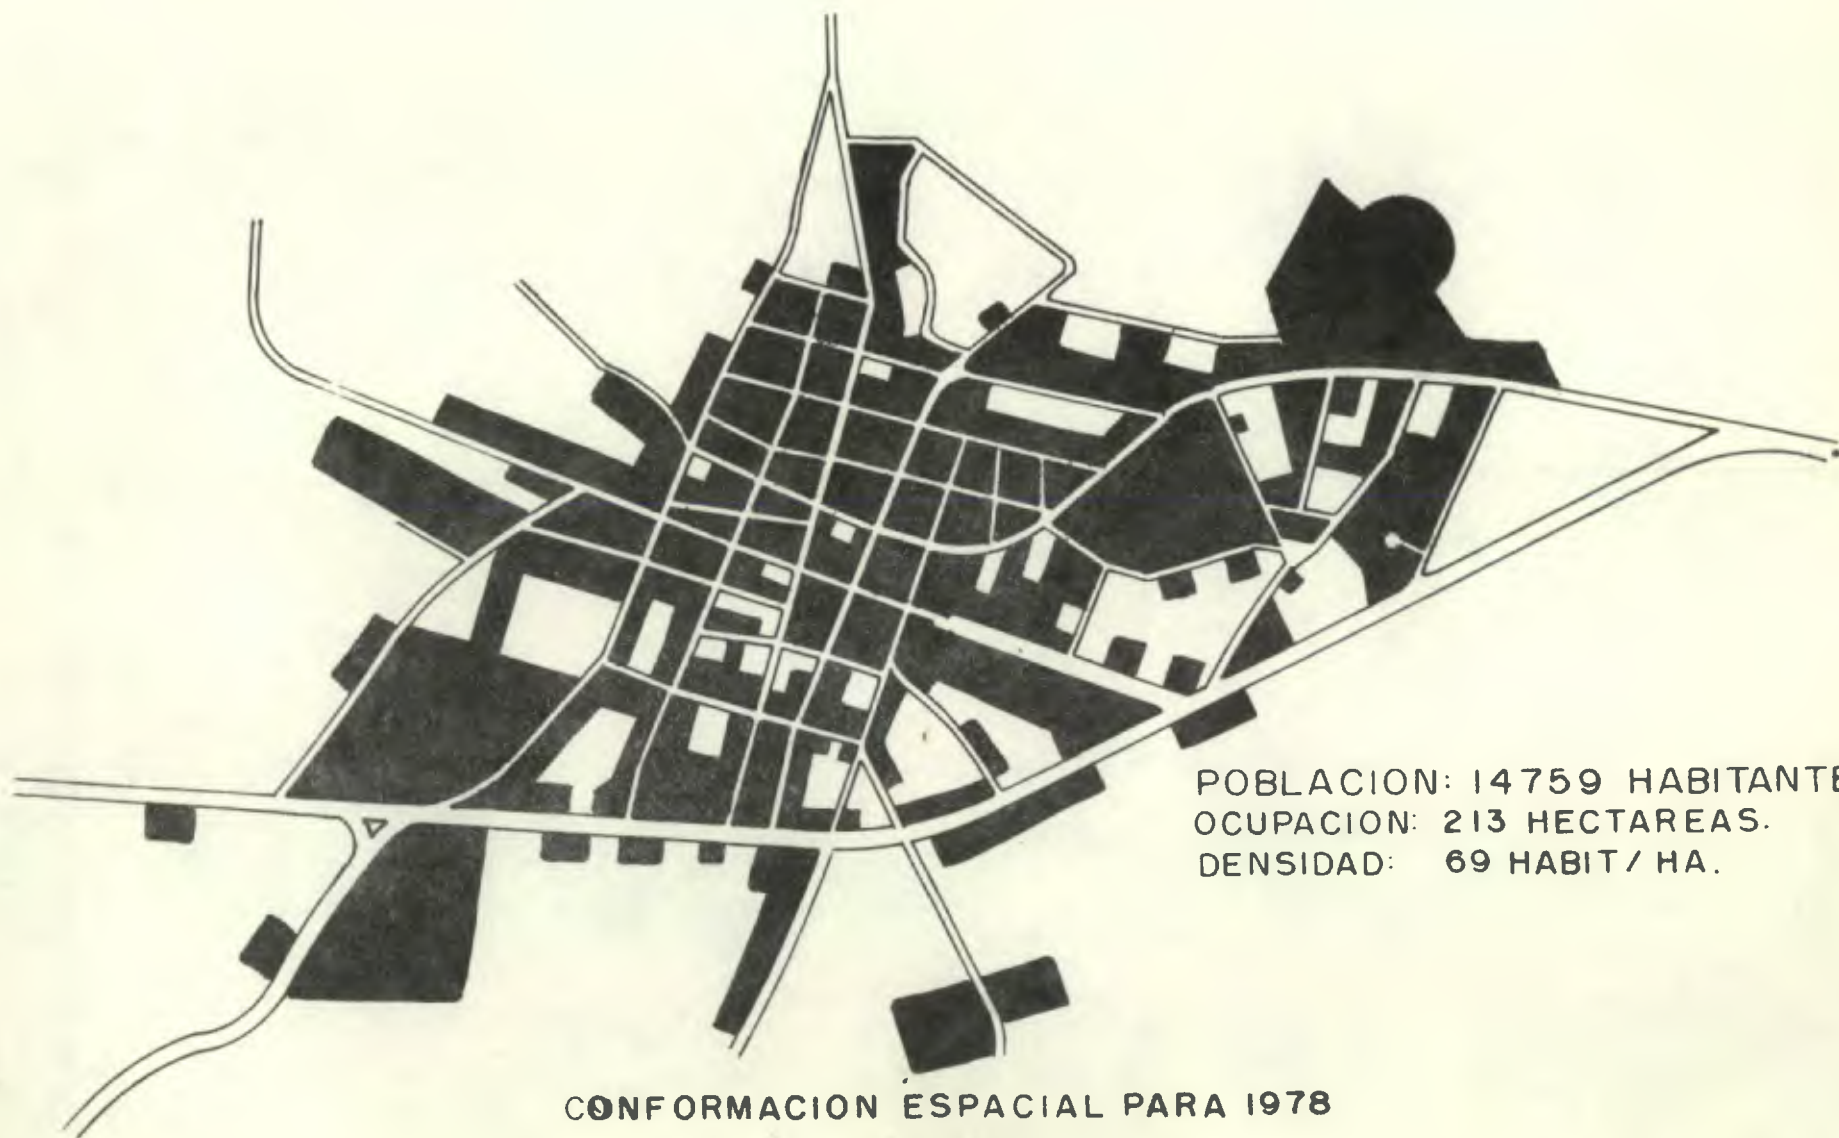 POBLACION: 14759 HABITANTE
OCUPACION: 213 HECTAREAS.
DENSIDAD: 69 HABIT/HA.
CONFORMACION ESPACIAL PARA 1978